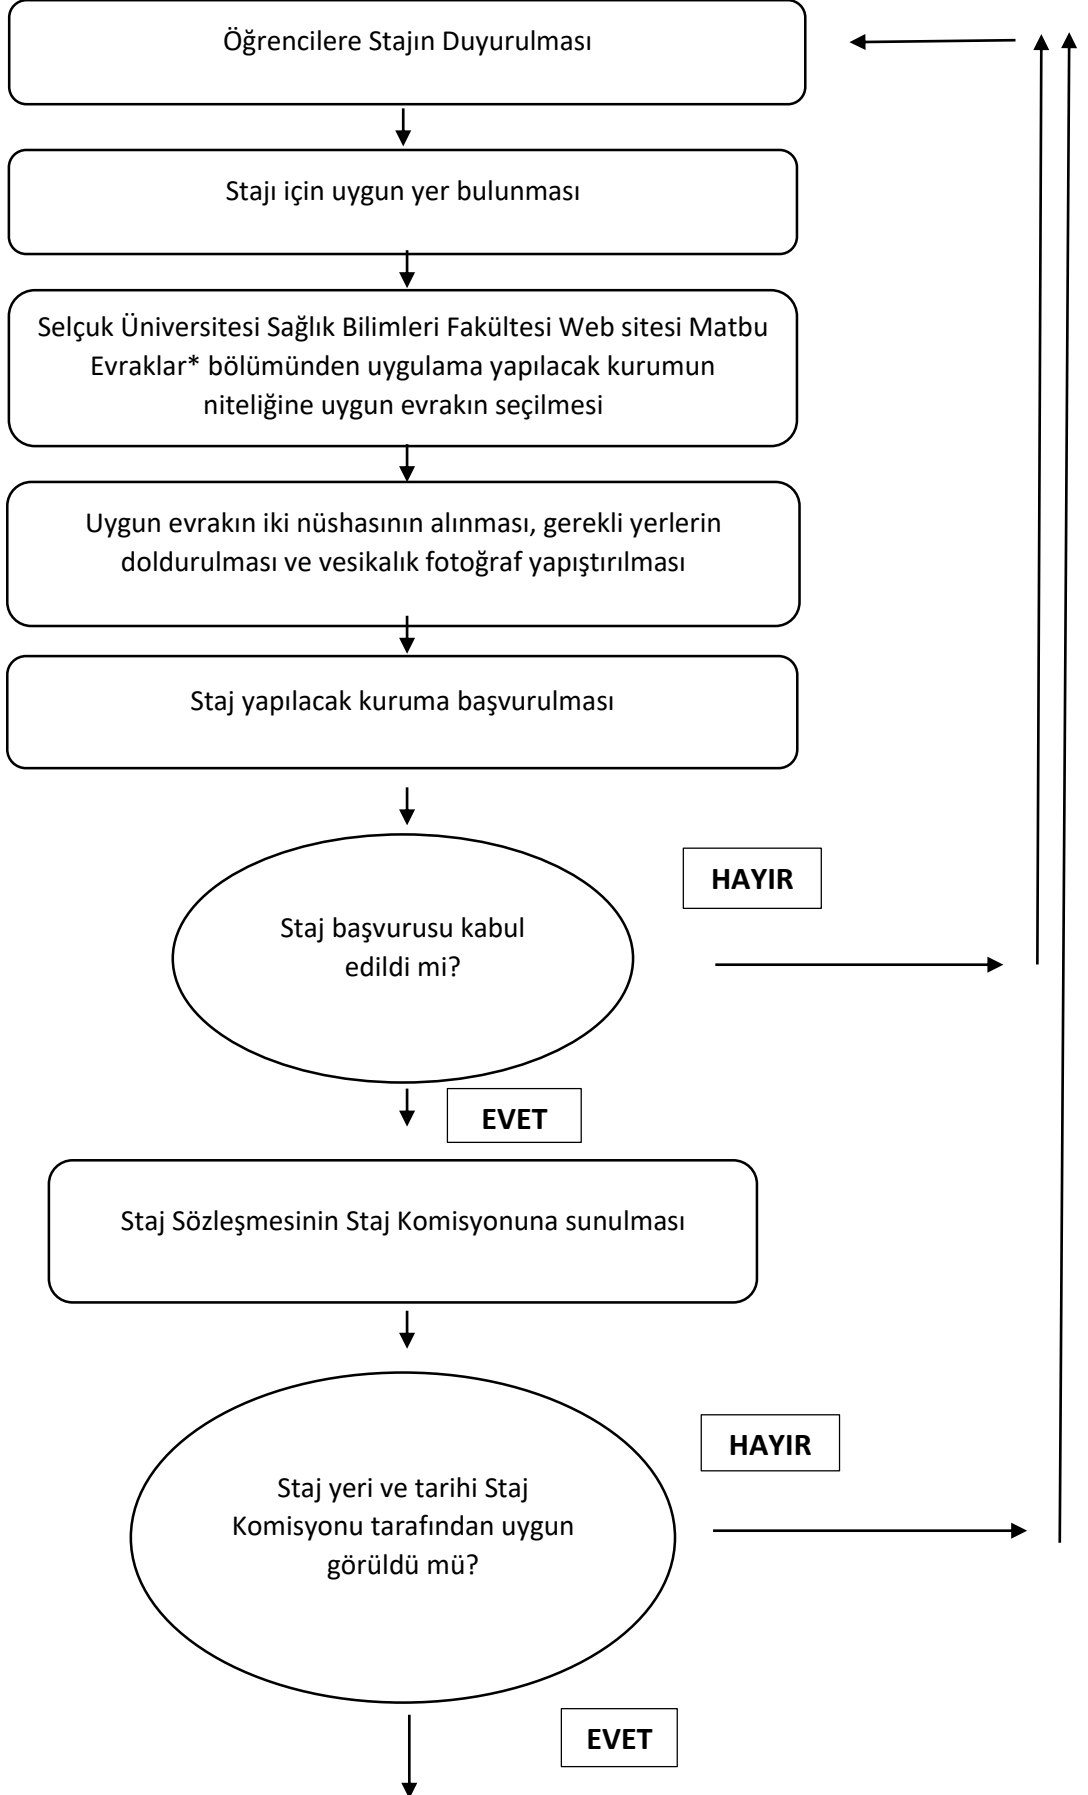 Öğrencilere Stajın Duyurulması
Stajı için uygun yer bulunması
Selçuk Üniversitesi Sağlık Bilimleri Fakültesi Web sitesi Matbu
Evraklar* bölümünden uygulama yapılacak kurumun
niteliğine uygun evrakın seçilmesi
Uygun evrakın iki nüshasının alınması, gerekli yerlerin
doldurulması ve vesikalık fotoğraf yapıştırılması
Staj yapılacak kuruma başvurulması
HAYIR
Staj başvurusu kabul
edildi mi?
EVET
Staj Sözleşmesinin Staj Komisyonuna sunulması
HAYIR
Staj yeri ve tarihi Staj
Komisyonu tarafından uygun
görüldü mü?
EVET